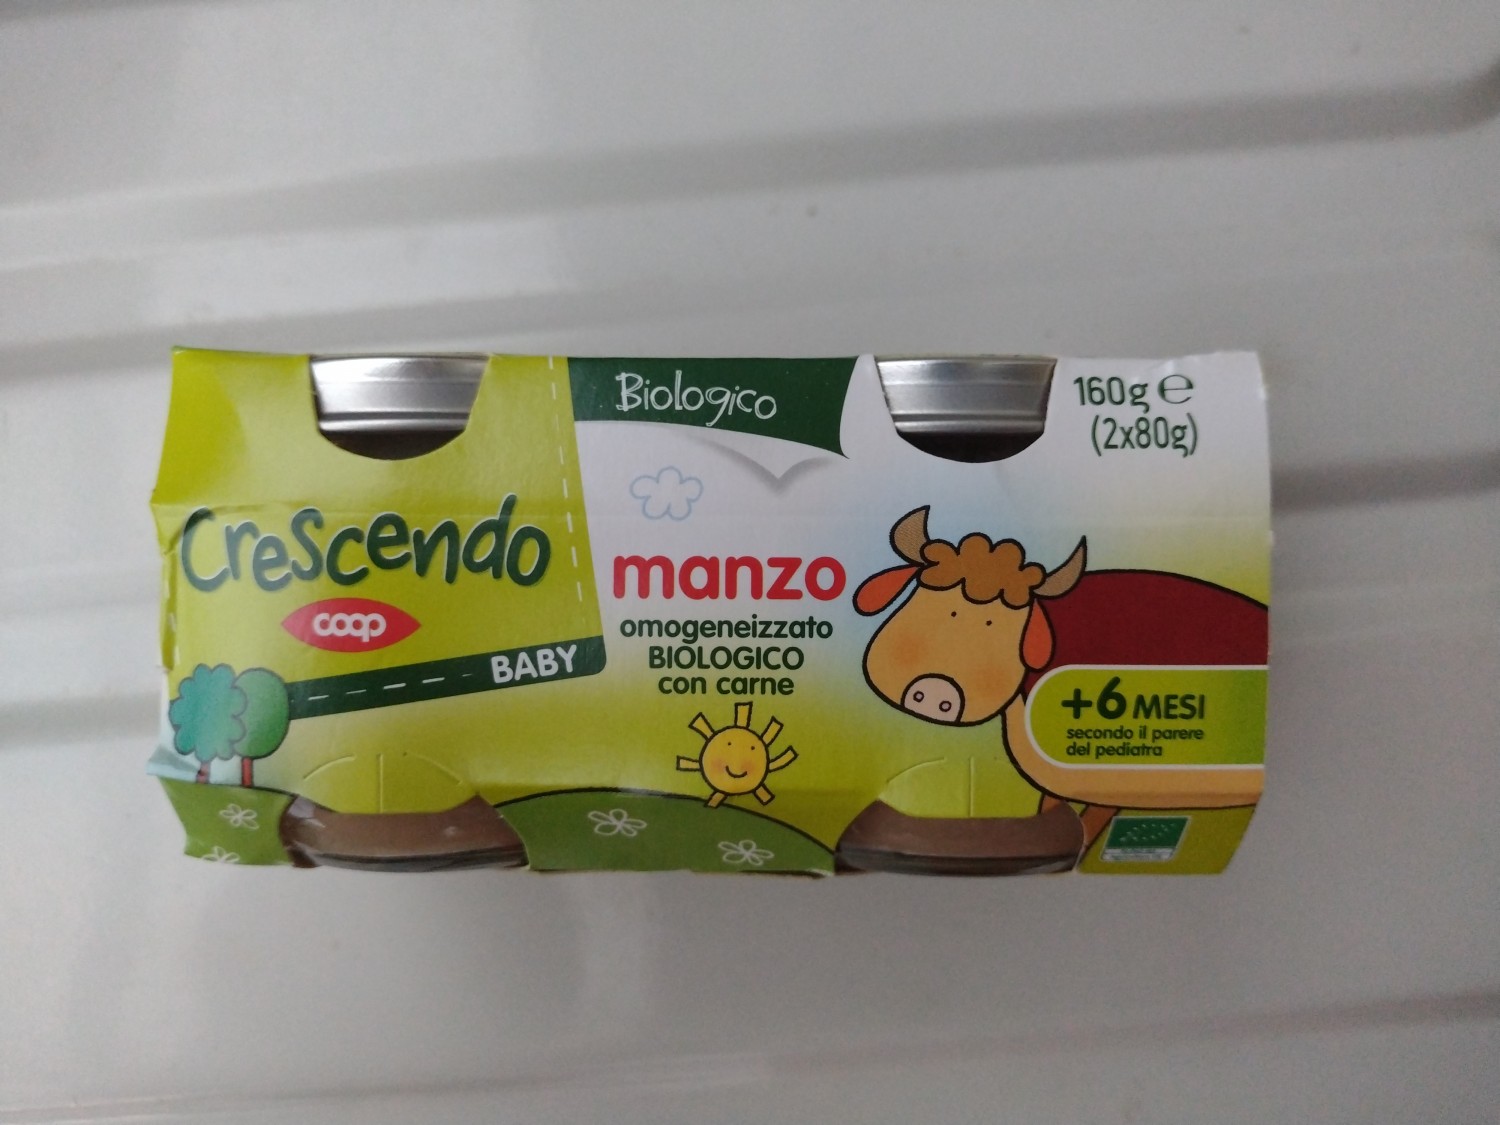 Biologico
160g e
(2x80g)
Crescendo
coop
BABY
manzo
omogeneizzato
BIOLOGICO
con carne
+6 MESI
secondo il parere
del pediatra